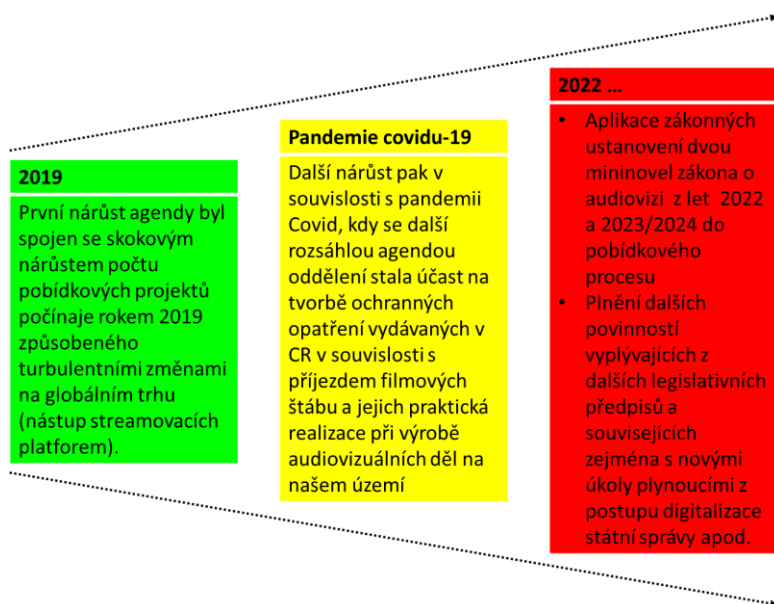 2019
První nárůst agendy byl
spojen se skokovým
nárůstem počtu
pobídkových projektů
počínaje rokem 2019
způsobeného
turbulentními změnami
na globálním trhu
(nástup streamovacích
platforem).
Pandemie covidu-19
Další nárůst pak v
souvislosti s pandemii
Covid, kdy se další
rozsáhlou agendou
oddělení stala účast na
tvorbě ochranných
opatření vydávaných v
CR v souvislosti s
příjezdem filmových
štábu a jejich praktická
realizace při výrobě
audiovizuálních děl na
našem území
2022 ...
• Aplikace zákonných
ustanovení dvou
mininovel zákona o
audiovizi z let 2022
a 2023/2024 do
pobídkového
procesu
• Plnění dalších
povinností
vyplývajících z
dalších legislativních
předpisů a
souvisejících
zejména s novými
úkoly plynoucími z
postupu digitalizace
státní správy apod.